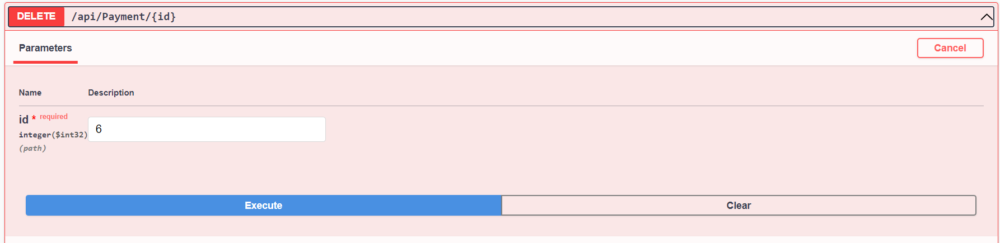 DELETE /api/Payment/{id}
Parameters Cancel
Name Description
id * required
integer($int32)
(path)
6
Execute Clear